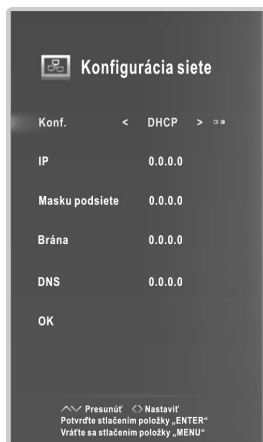 Konfigurácia siete
Konf. < DHCP >
IP 0.0.0.0
Masku podsiete 0.0.0.0
Brána 0.0.0.0
DNS 0.0.0.0
OK
Presunúť Nastaviť
Potvrďte stlačením položky „ENTER“
Vráťte sa stlačením položky „MENU“